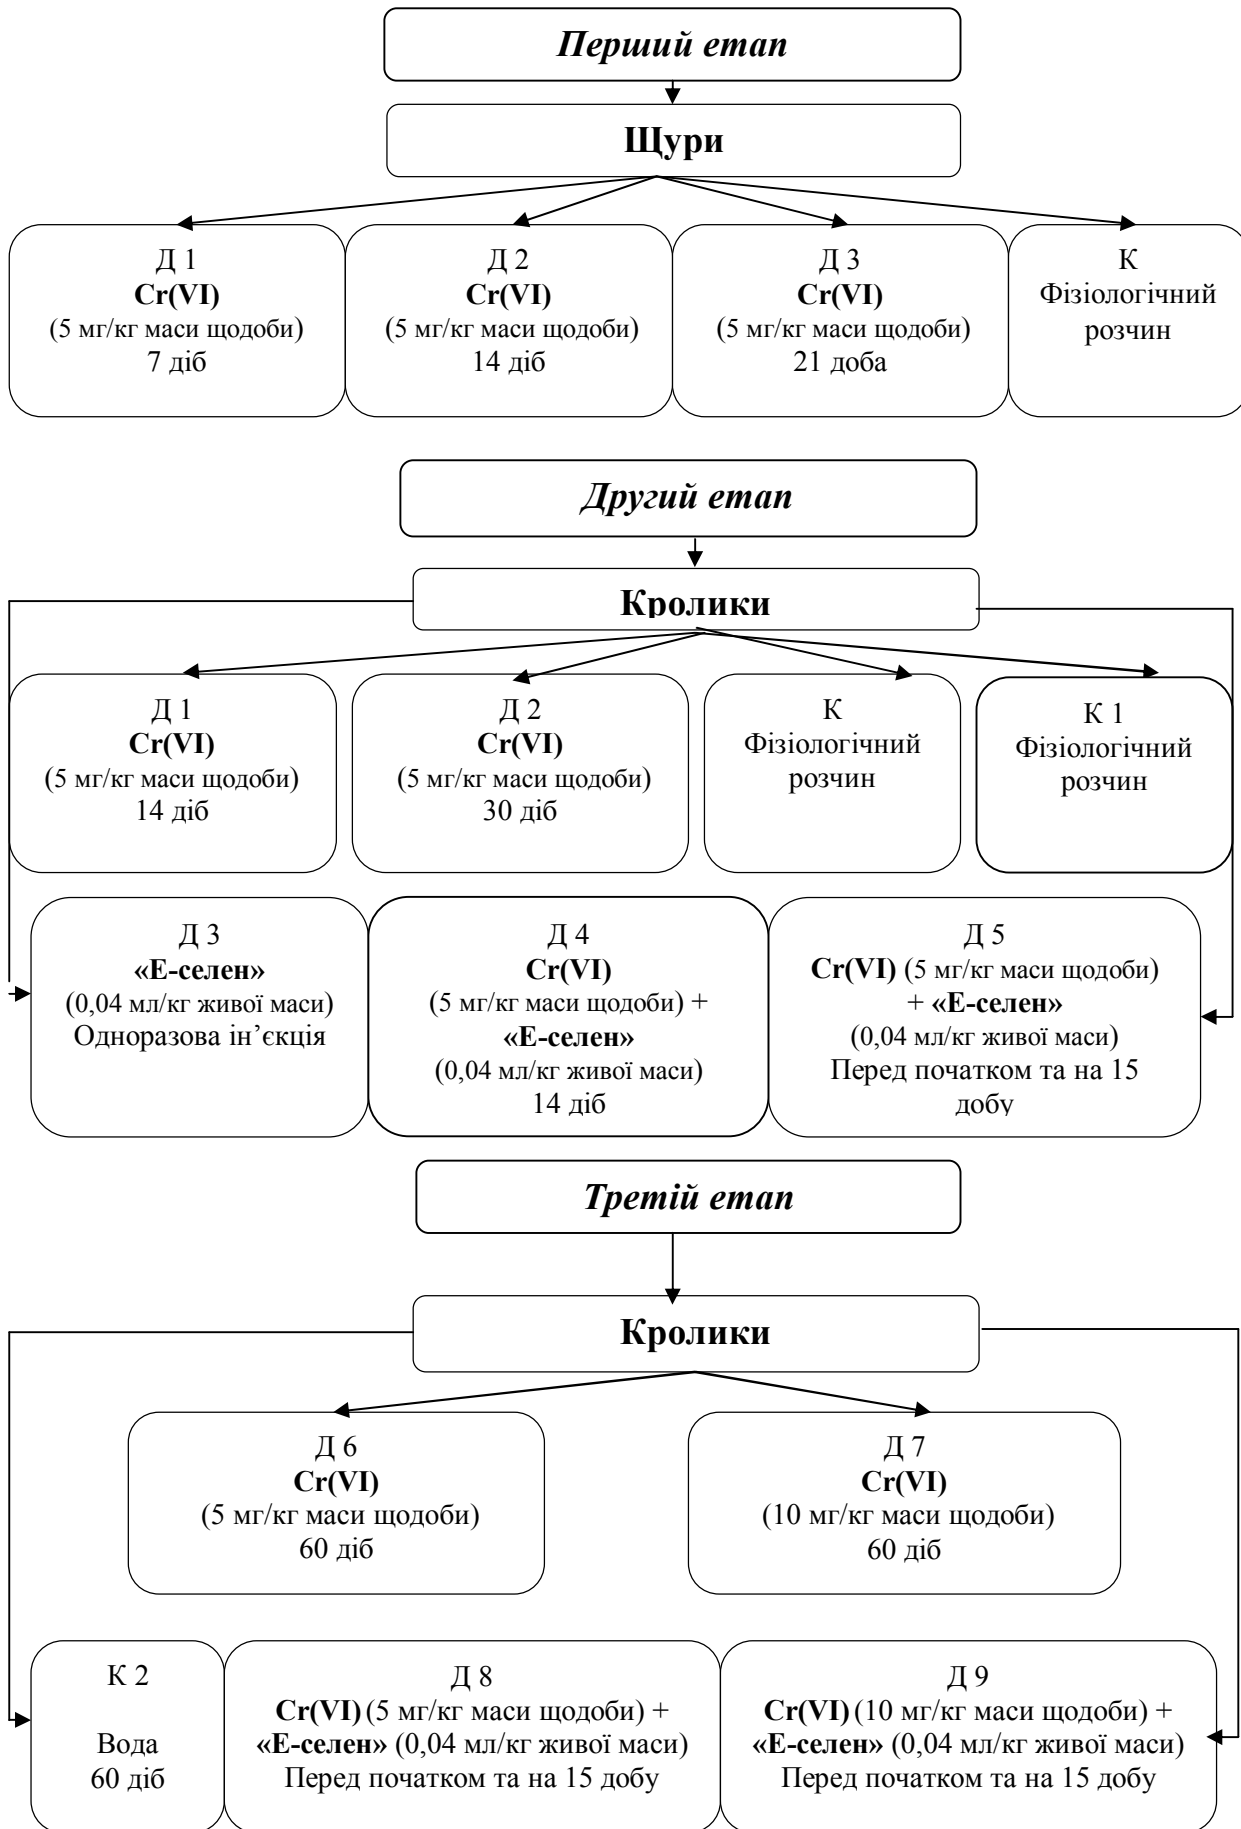 Перший етап
Щури
Д 1
Cr(VI)
(5 мг/кг маси щодоби)
7 діб
Д 2
Cr(VI)
(5 мг/кг маси щодоби)
14 діб
Д 3
Cr(VI)
(5 мг/кг маси щодоби)
21 доба
К
Фізіологічний
розчин
Другий етап
Кролики
Д 1
Cr(VI)
(5 мг/кг маси щодоби)
14 діб
Д 2
Cr(VI)
(5 мг/кг маси щодоби)
30 діб
К
Фізіологічний
розчин
К 1
Фізіологічний
розчин
Д 3
«Е-селен»
(0,04 мл/кг живої маси)
Одноразова ін’єкція
Д 4
Cr(VI)
(5 мг/кг маси щодоби) +
«Е-селен»
(0,04 мл/кг живої маси)
14 діб
Д 5
Cr(VI) (5 мг/кг маси щодоби)
+ «Е-селен»
(0,04 мл/кг живої маси)
Перед початком та на 15
добу
Третій етап
Кролики
Д 6
Cr(VI)
(5 мг/кг маси щодоби)
60 діб
Д 7
Cr(VI)
(10 мг/кг маси щодоби)
60 діб
К 2
Вода
60 діб
Д 8
Cr(VI) (5 мг/кг маси щодоби) +
«Е-селен» (0,04 мл/кг живої маси)
Перед початком та на 15 добу
Д 9
Cr(VI) (10 мг/кг маси щодоби) +
«Е-селен» (0,04 мл/кг живої маси)
Перед початком та на 15 добу